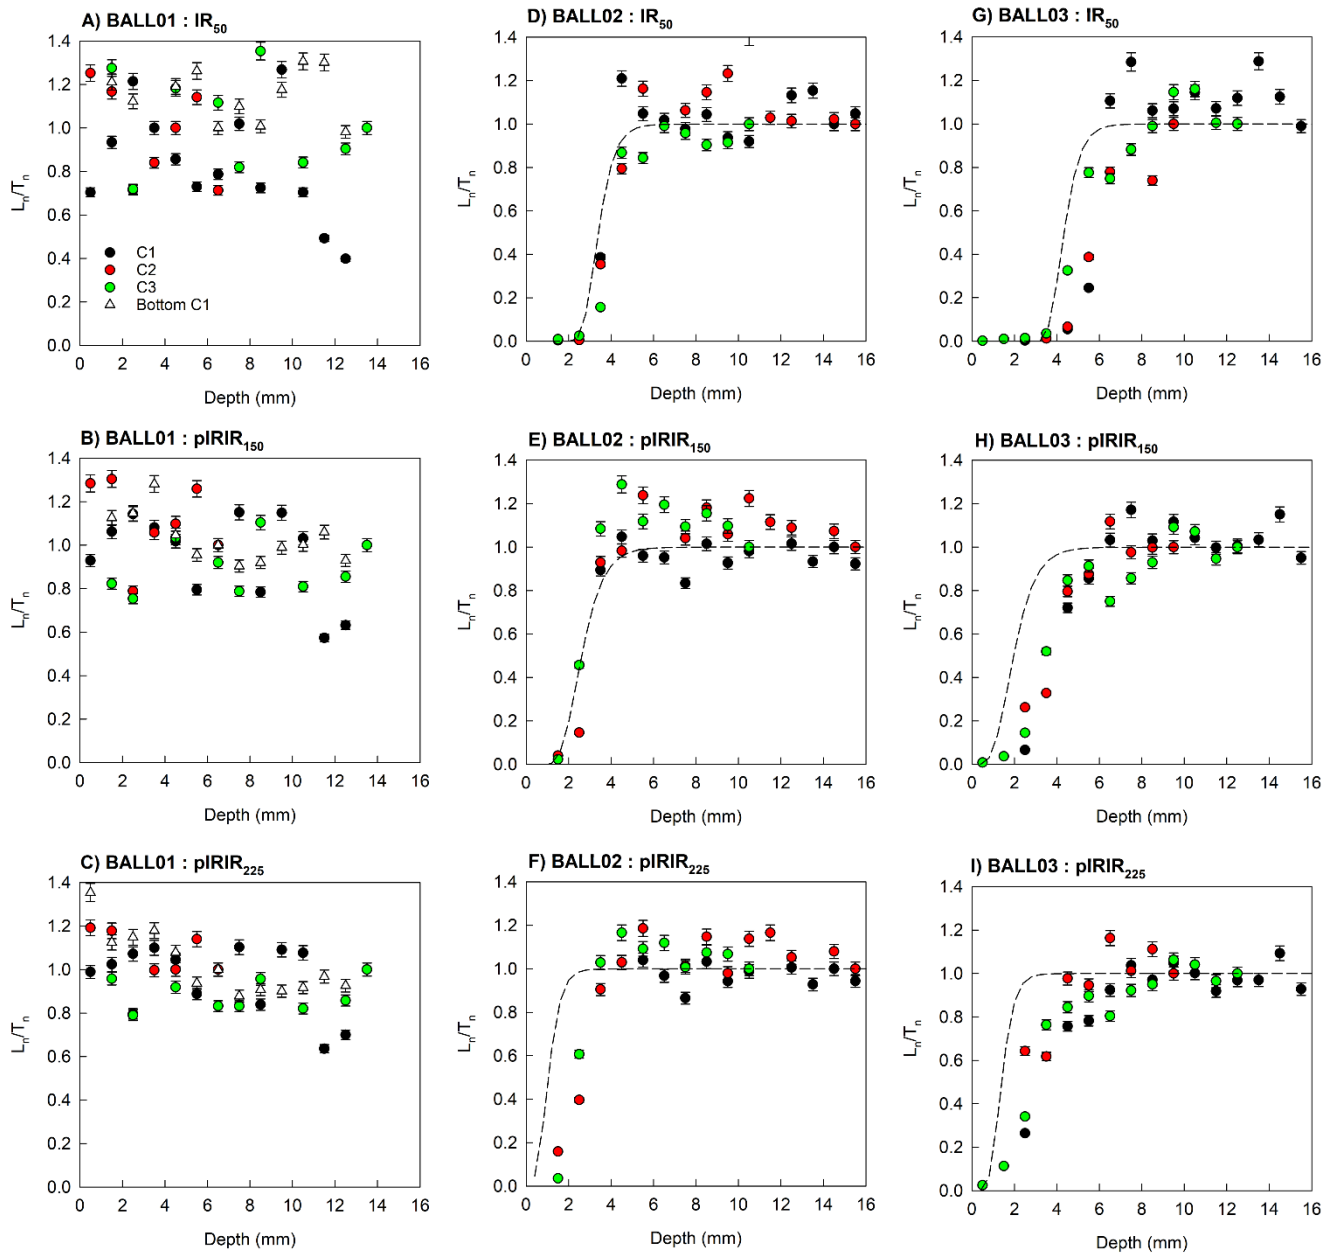 A) BALL01 : IR50
1.4
1.2
1.0
0.8
0.6
0.4
0.2
0.0
Ln/Tn
C1
C2
C3
Bottom C1
0 2 4 6 8 10 12 14 16
Depth (mm)
D) BALL02 : IR50
1.4
1.2
1.0
0.8
0.6
0.4
0.2
0.0
Ln/Tn
0 2 4 6 8 10 12 14 16
Depth (mm)
G) BALL03 : IR50
1.4
1.2
1.0
0.8
0.6
0.4
0.2
0.0
Ln/Tn
0 2 4 6 8 10 12 14 16
Depth (mm)
B) BALL01 : pIRIR150
1.4
1.2
1.0
0.8
0.6
0.4
0.2
0.0
Ln/Tn
0 2 4 6 8 10 12 14 16
Depth (mm)
E) BALL02 : pIRIR150
1.4
1.2
1.0
0.8
0.6
0.4
0.2
0.0
Ln/Tn
0 2 4 6 8 10 12 14 16
Depth (mm)
H) BALL03 : pIRIR150
1.4
1.2
1.0
0.8
0.6
0.4
0.2
0.0
Ln/Tn
0 2 4 6 8 10 12 14 16
Depth (mm)
C) BALL01 : pIRIR225
1.4
1.2
1.0
0.8
0.6
0.4
0.2
0.0
Ln/Tn
0 2 4 6 8 10 12 14 16
Depth (mm)
F) BALL02 : pIRIR225
1.4
1.2
1.0
0.8
0.6
0.4
0.2
0.0
Ln/Tn
0 2 4 6 8 10 12 14 16
Depth (mm)
I) BALL03 : pIRIR225
1.4
1.2
1.0
0.8
0.6
0.4
0.2
0.0
Ln/Tn
0 2 4 6 8 10 12 14 16
Depth (mm)